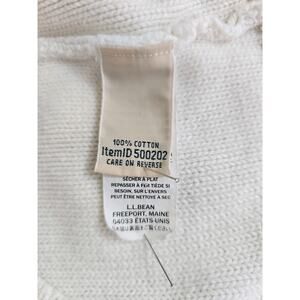 100% COTTON
ItemID 500202
CARE ON REVERSE
SÉCHER À PLAT
REPASSER À FER TIÈDE SI
BESOIN, SUR L'ENVERS
PEUT ÊTRE NETTOYÉ À SEC
L.L.BEAN
FREEPORT, MAINE
04033 ÉTATS-UNIS